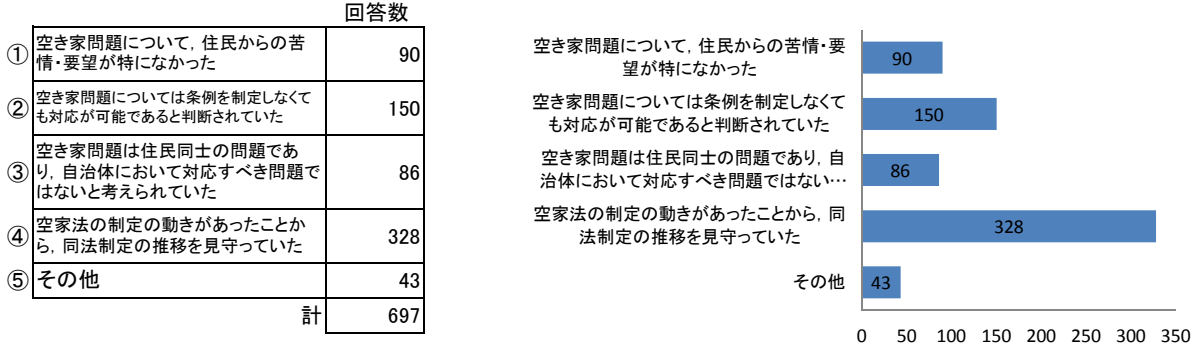 回答数
① 空き家問題について，住民からの苦
情・要望が特になかった 90
② 空き家問題については条例を制定しなくて
も対応が可能であると判断されていた 150
③ 空き家問題は住民同士の問題であ
り，自治体において対応すべき問題で
はないと考えられていた 86
④ 空家法の制定の動きがあったことか
ら，同法制定の推移を見守っていた 328
⑤ その他 43
計 697
空き家問題について，住民からの苦情・要
望が特になかった
90
空き家問題については条例を制定しなくて
も対応が可能であると判断されていた
150
空き家問題は住民同士の問題であり，自
治体において対応すべき問題ではない…
86
空家法の制定の動きがあったことから，同
法制定の推移を見守っていた
328
その他
43
0 50 100 150 200 250 300 350